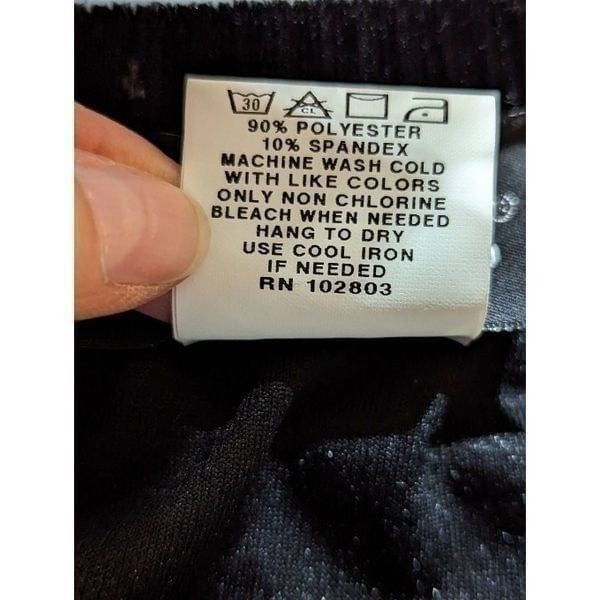 30 CL
90% POLYESTER
10% SPANDEX
MACHINE WASH COLD
WITH LIKE COLORS
ONLY NON CHLORINE
BLEACH WHEN NEEDED
HANG TO DRY
USE COOL IRON
IF NEEDED
RN 102803